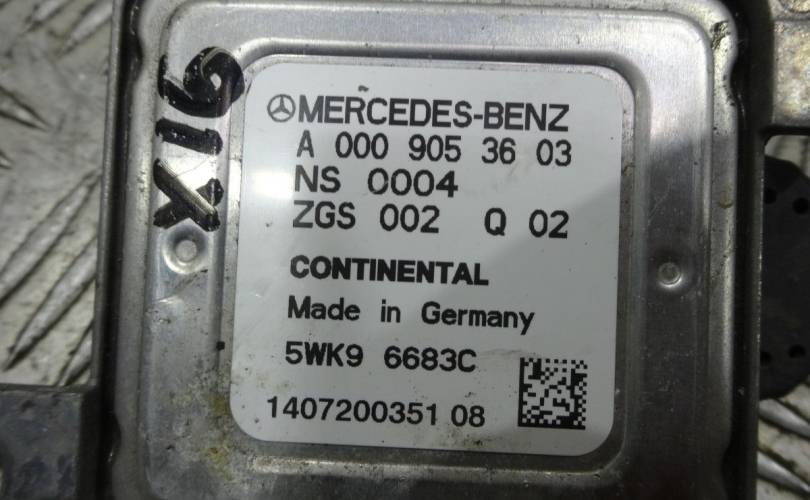 MERCEDES-BENZ
A 000 905 36 03
NS 0004
ZGS 002 Q 02
CONTINENTAL
Made in Germany
5WK9 6683C
1407200351 08
X16